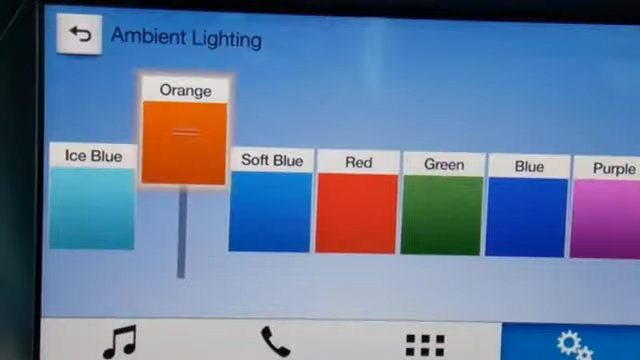 Ambient Lighting
Orange
Ice Blue
Soft Blue
Red
Green
Blue
Purple